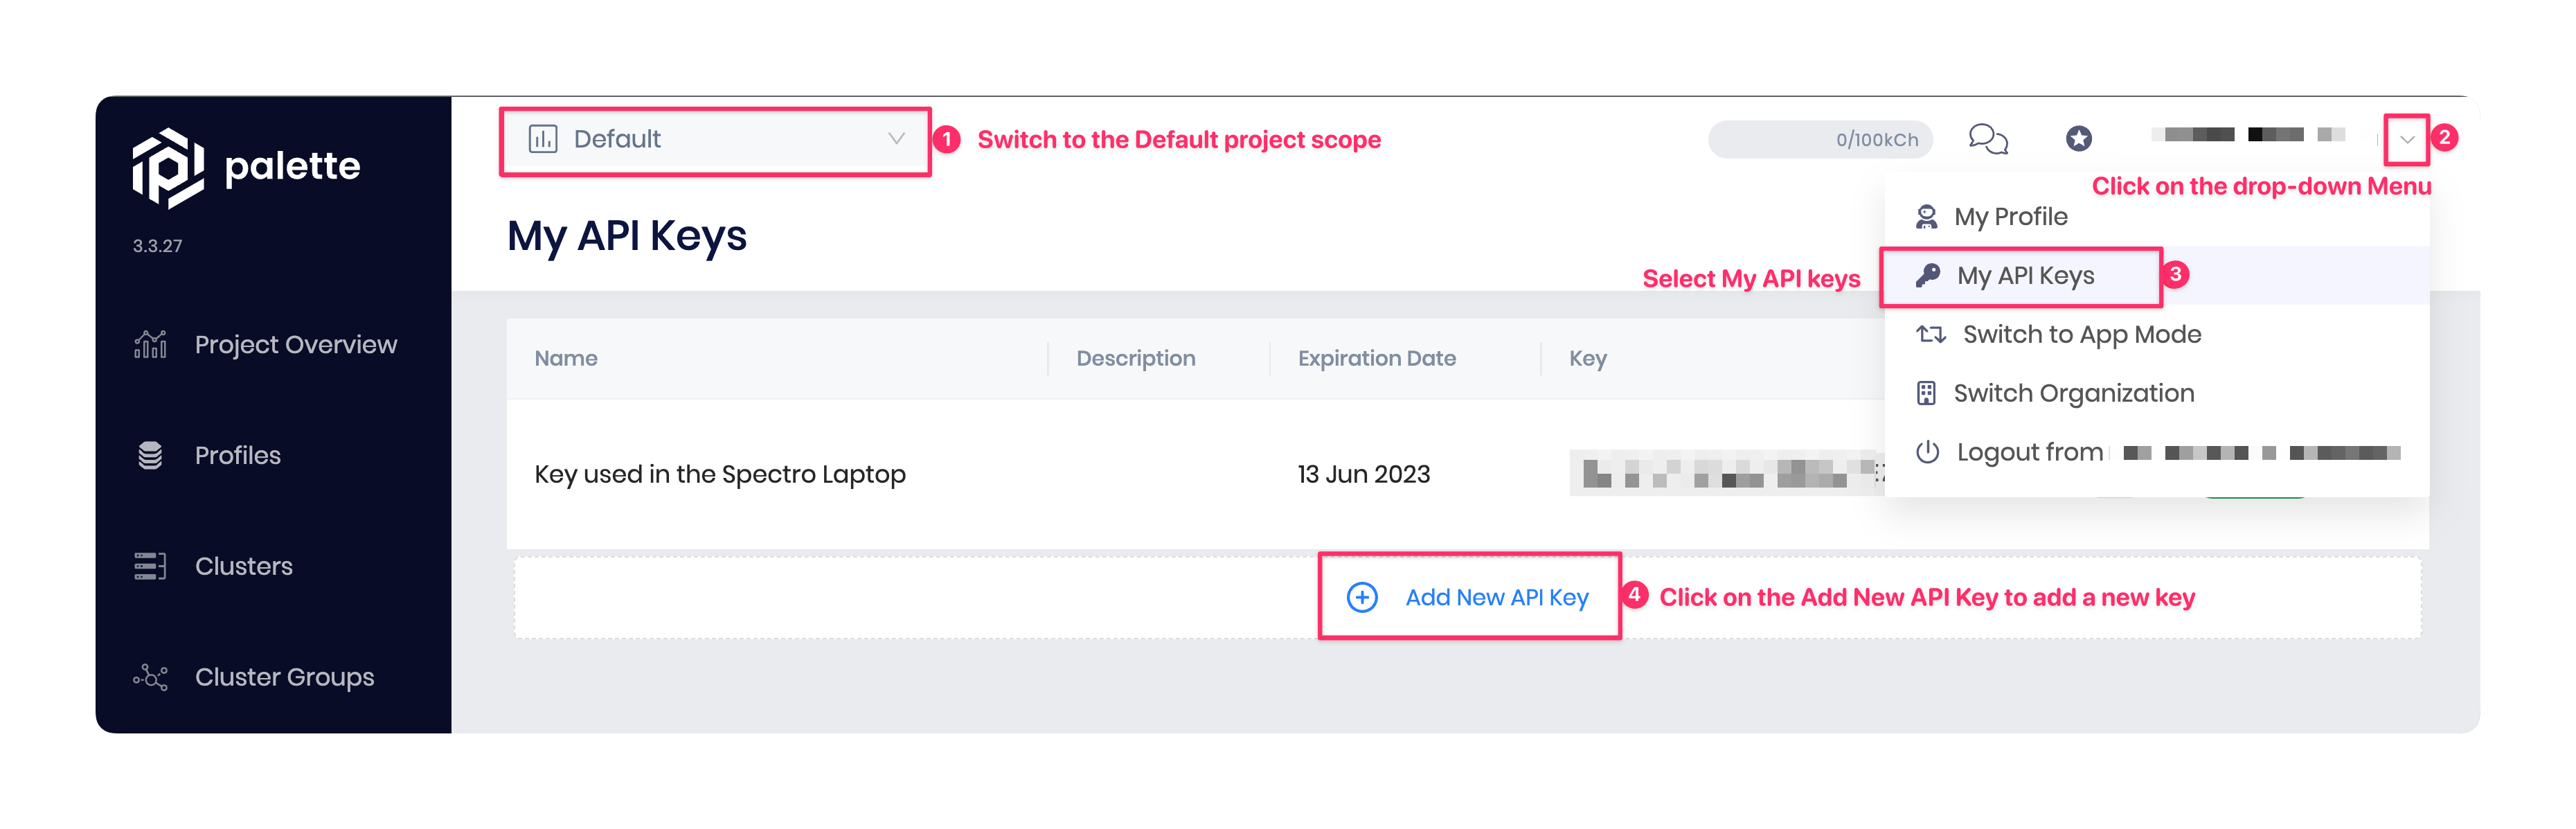 palette
3.3.27
Project Overview
Profiles
Clusters
Cluster Groups
Default
1 Switch to the Default project scope
0/100kCh
2
Click on the drop-down Menu
My API Keys
My Profile
Select My API keys
My API Keys 3
Switch to App Mode
Switch Organization
Logout from
Name Description Expiration Date Key
Key used in the Spectro Laptop 13 Jun 2023
Add New API Key 4 Click on the Add New API Key to add a new key